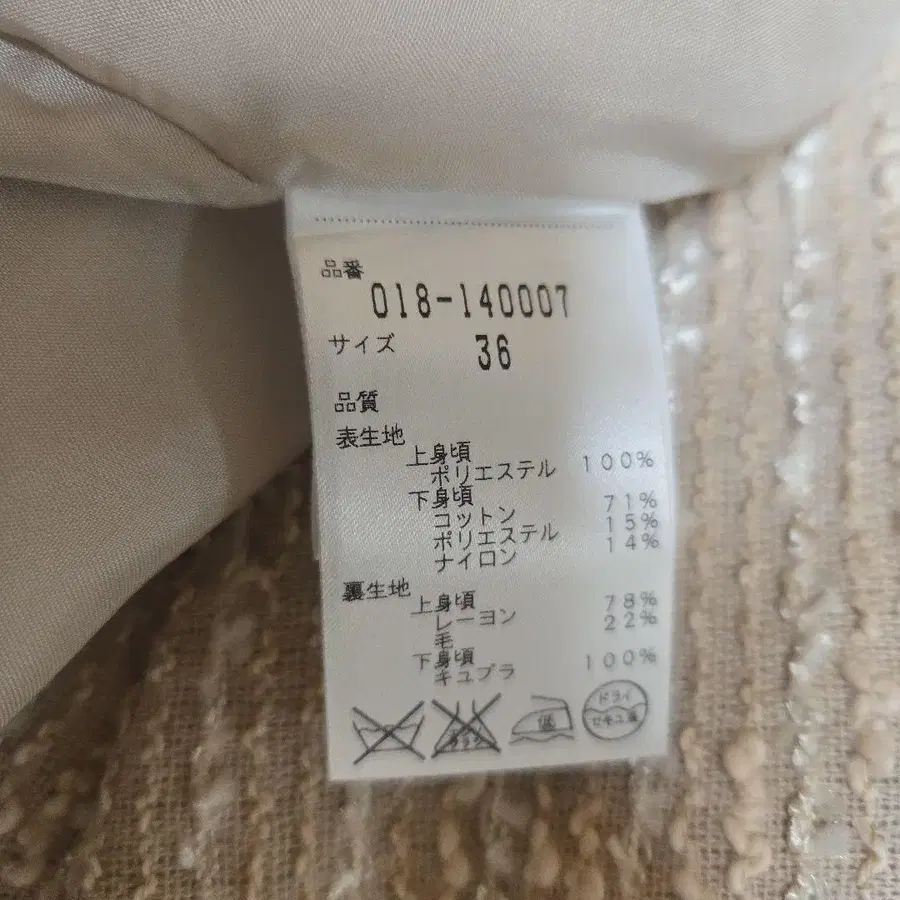 品番
018-140007
サイズ 36
品質
表生地
上身頃
ポリエステル 100%
下身頃
コットン 71%
ポリエステル 15%
ナイロン 14%
裏生地
上身頃
レーヨン 78%
毛 22%
下身頃
キュプラ 100%
低
ドライ
セキユ系